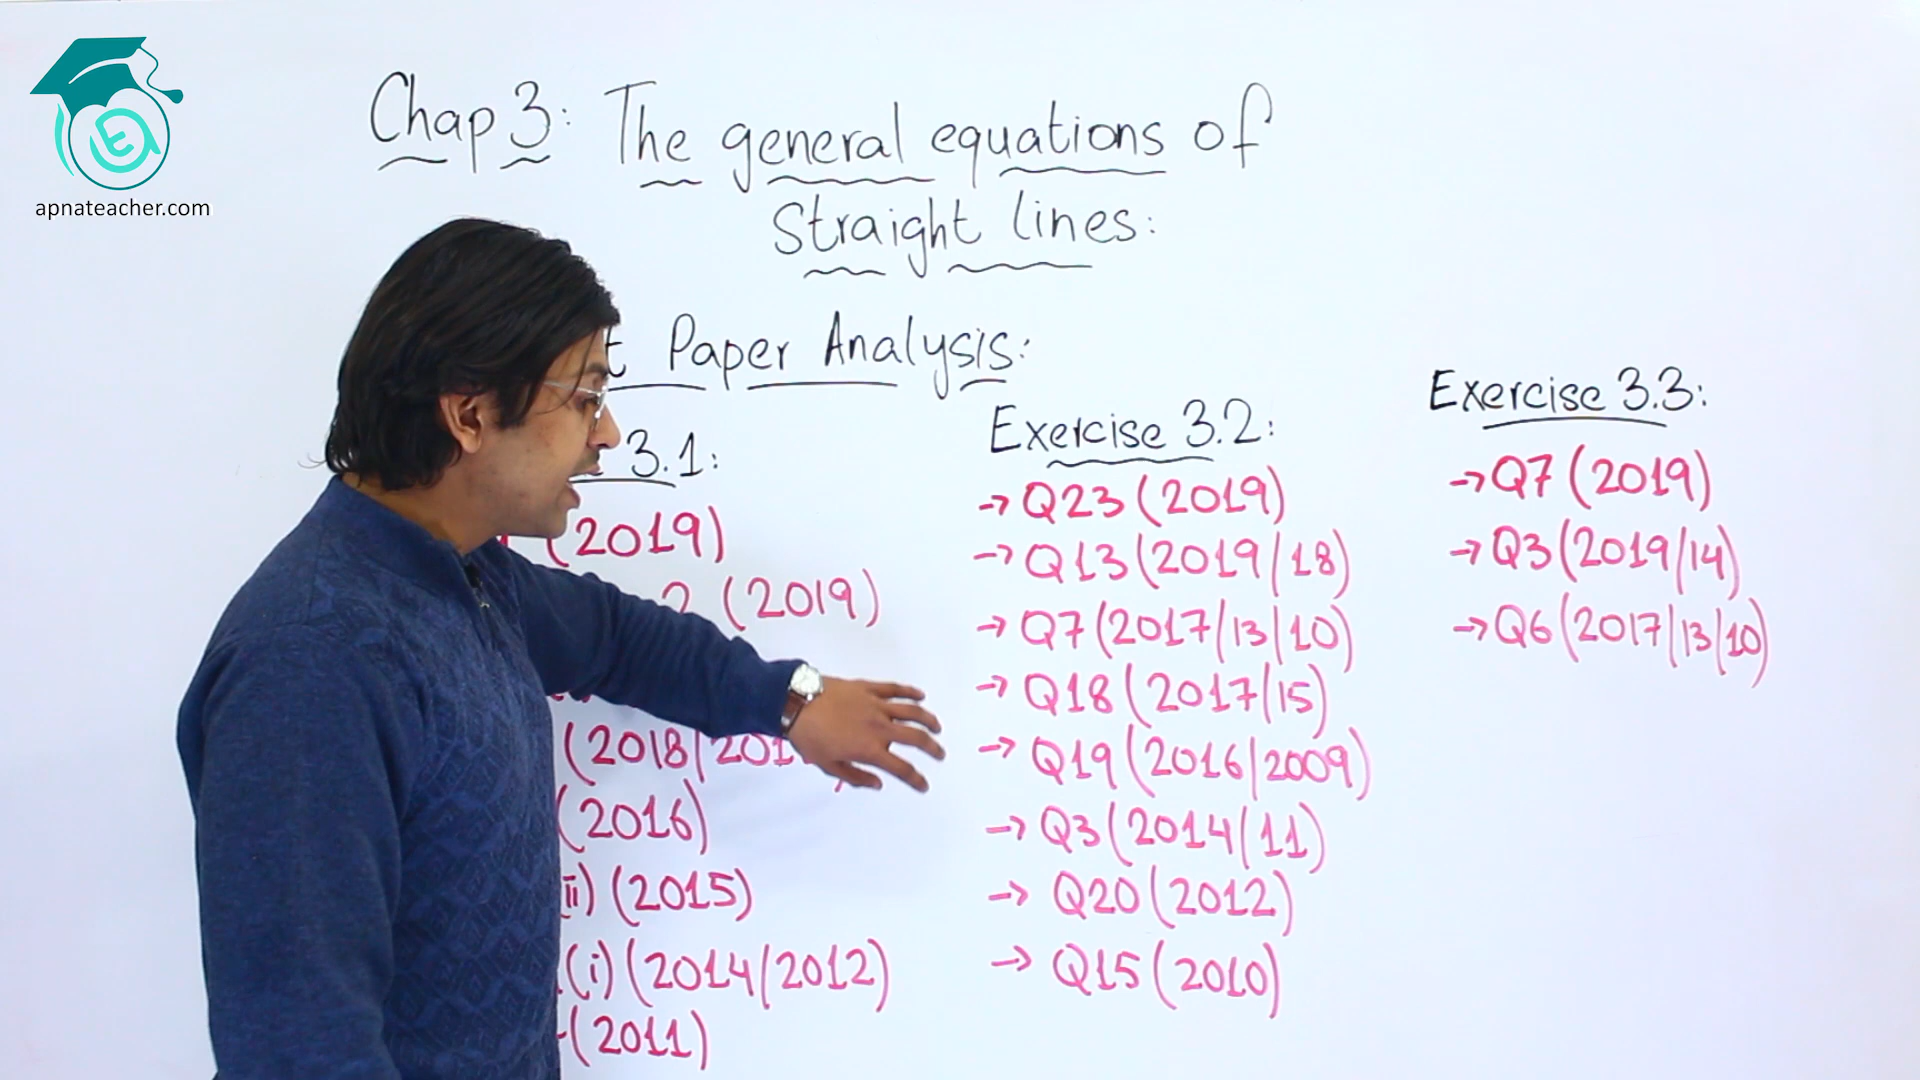 apnateacher.com
Chap 3: The general equations of
Straight lines:
Paper Analysis:
3.1:
(2019)
2 (2019)
(2018/201
(2016)
(ii) (2015)
(i) (2014/2012)
(2011)
Exercise 3.2:
→ Q23 (2019)
→ Q13 (2019/18)
→ Q7 (2017/13/10)
→ Q18 (2017/15)
→ Q19 (2016/2009)
→ Q3 (2014/11)
→ Q20 (2012)
→ Q15 (2010)
Exercise 3.3:
→ Q7 (2019)
→ Q3 (2019/14)
→ Q6 (2017/13/10)